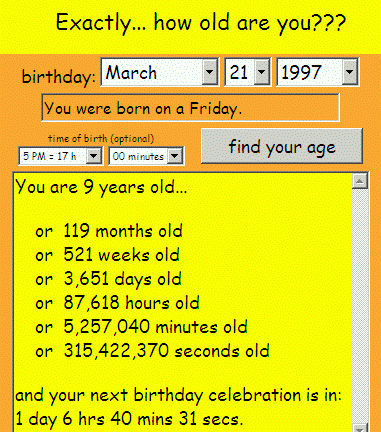 Exactly... how old are you???
birthday: March 21 1997
You were born on a Friday.
time of birth (optional)
5 PM = 17 h 00 minutes
find your age
You are 9 years old...
or 119 months old
or 521 weeks old
or 3,651 days old
or 87,618 hours old
or 5,257,040 minutes old
or 315,422,370 seconds old
and your next birthday celebration is in:
1 day 6 hrs 40 mins 31 secs.